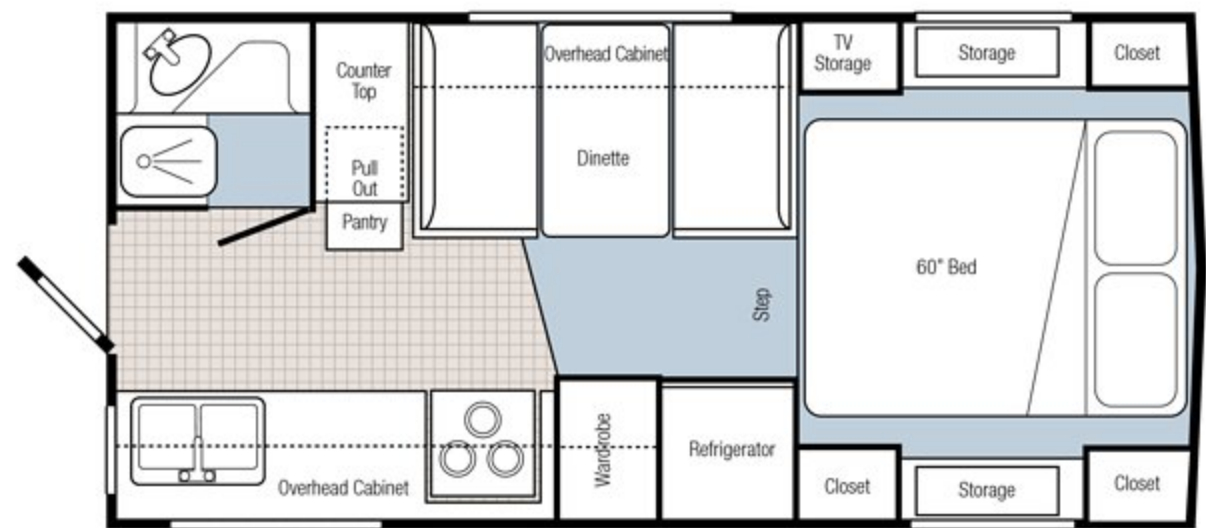 Counter
Top
Pull
Out
Pantry
Overhead Cabinet
Dinette
TV
Storage
Storage
Closet
60" Bed
Step
Overhead Cabinet
Wardrobe
Refrigerator
Closet
Storage
Closet